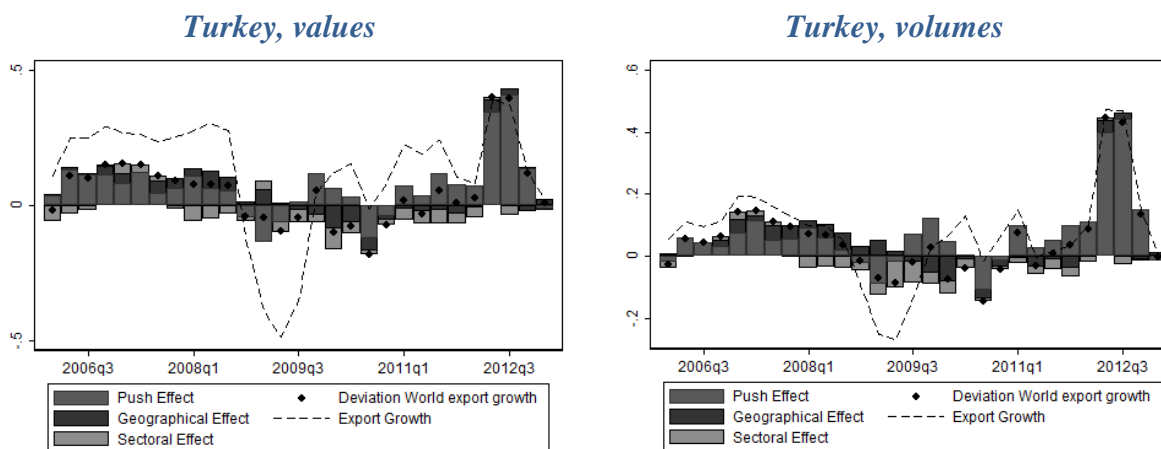 Turkey, values
.5
0
-.5
2006q3 2008q1 2009q3 2011q1 2012q3
Push Effect Deviation World export growth
Geographical Effect Export Growth
Sectoral Effect
Turkey, volumes
.6
.4
.2
0
-.2
2006q3 2008q1 2009q3 2011q1 2012q3
Push Effect Deviation World export growth
Geographical Effect Export Growth
Sectoral Effect